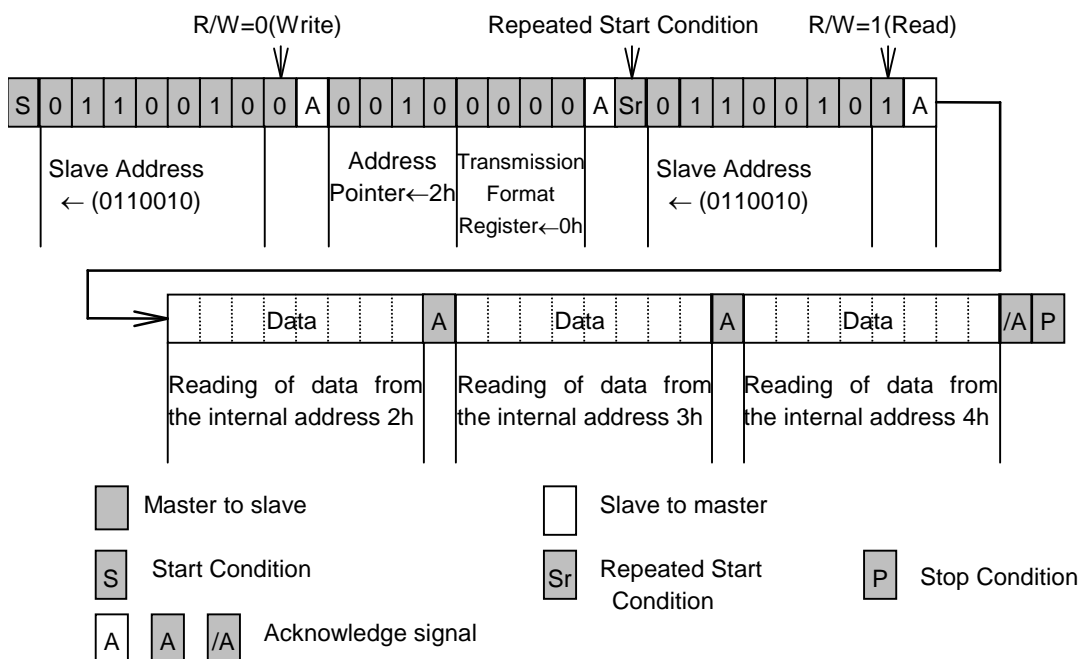 R/W=0(Write) Repeated Start Condition R/W=1(Read)
S 0 1 1 0 0 1 0 0 A 0 0 1 0 0 0 0 0 A Sr 0 1 1 0 0 1 0 1 A
Slave Address
← (0110010)
Address
Pointer←2h
Transmission
Format
Register←0h
Slave Address
← (0110010)
Data A Data A Data /A P
Reading of data from
the internal address 2h
Reading of data from
the internal address 3h
Reading of data from
the internal address 4h
Master to slave Slave to master
S Start Condition
Sr Repeated Start
Condition
P Stop Condition
A A /A Acknowledge signal